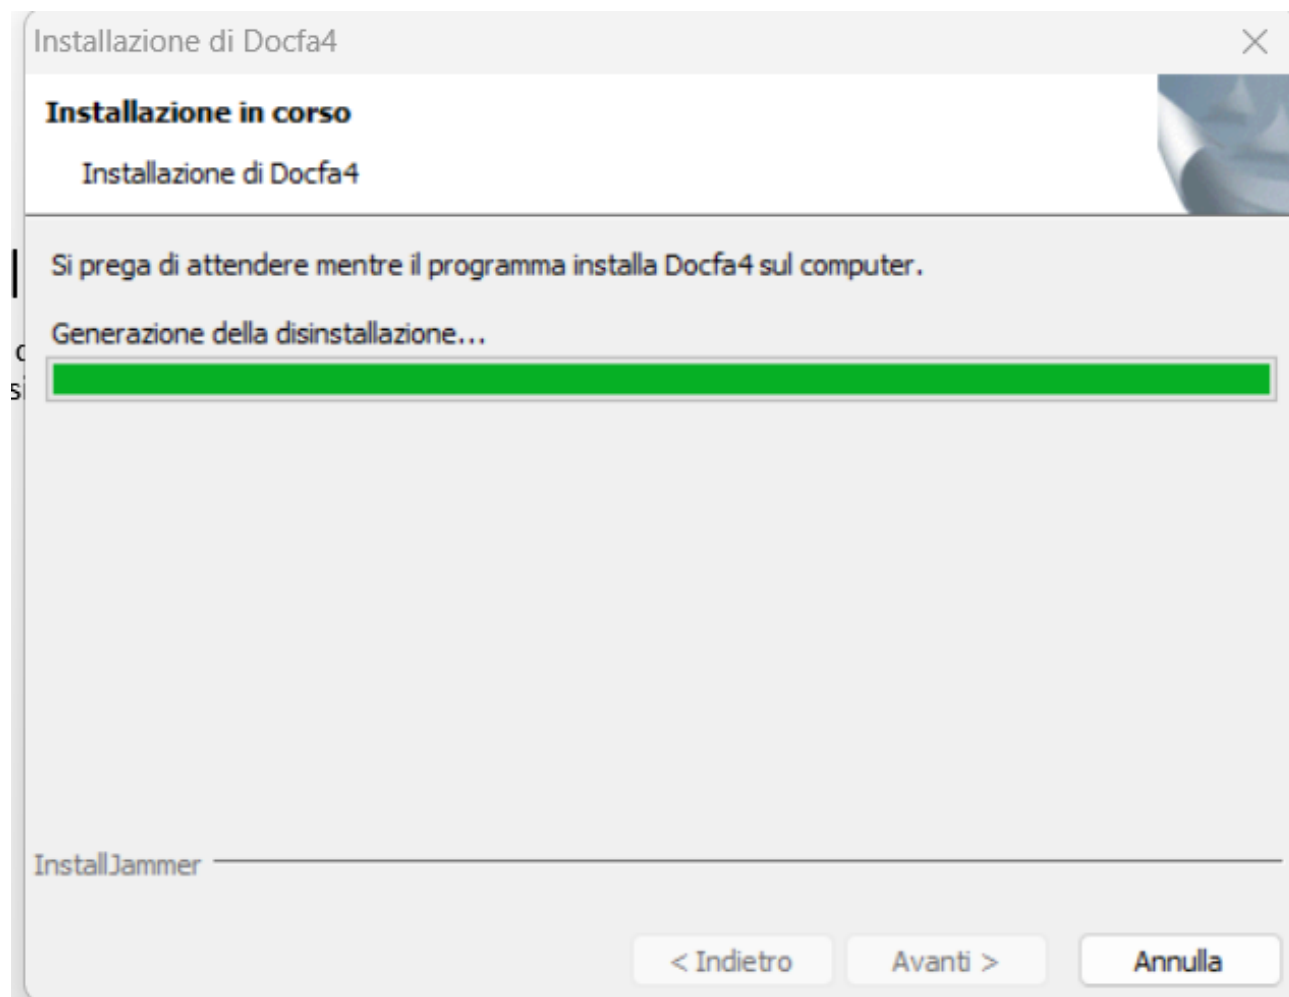 Installazione di Docfa4
Installazione in corso
Installazione di Docfa4
Si prega di attendere mentre il programma installa Docfa4 sul computer.
Generazione della disinstallazione...
InstallJammer
< Indietro
Avanti >
Annulla